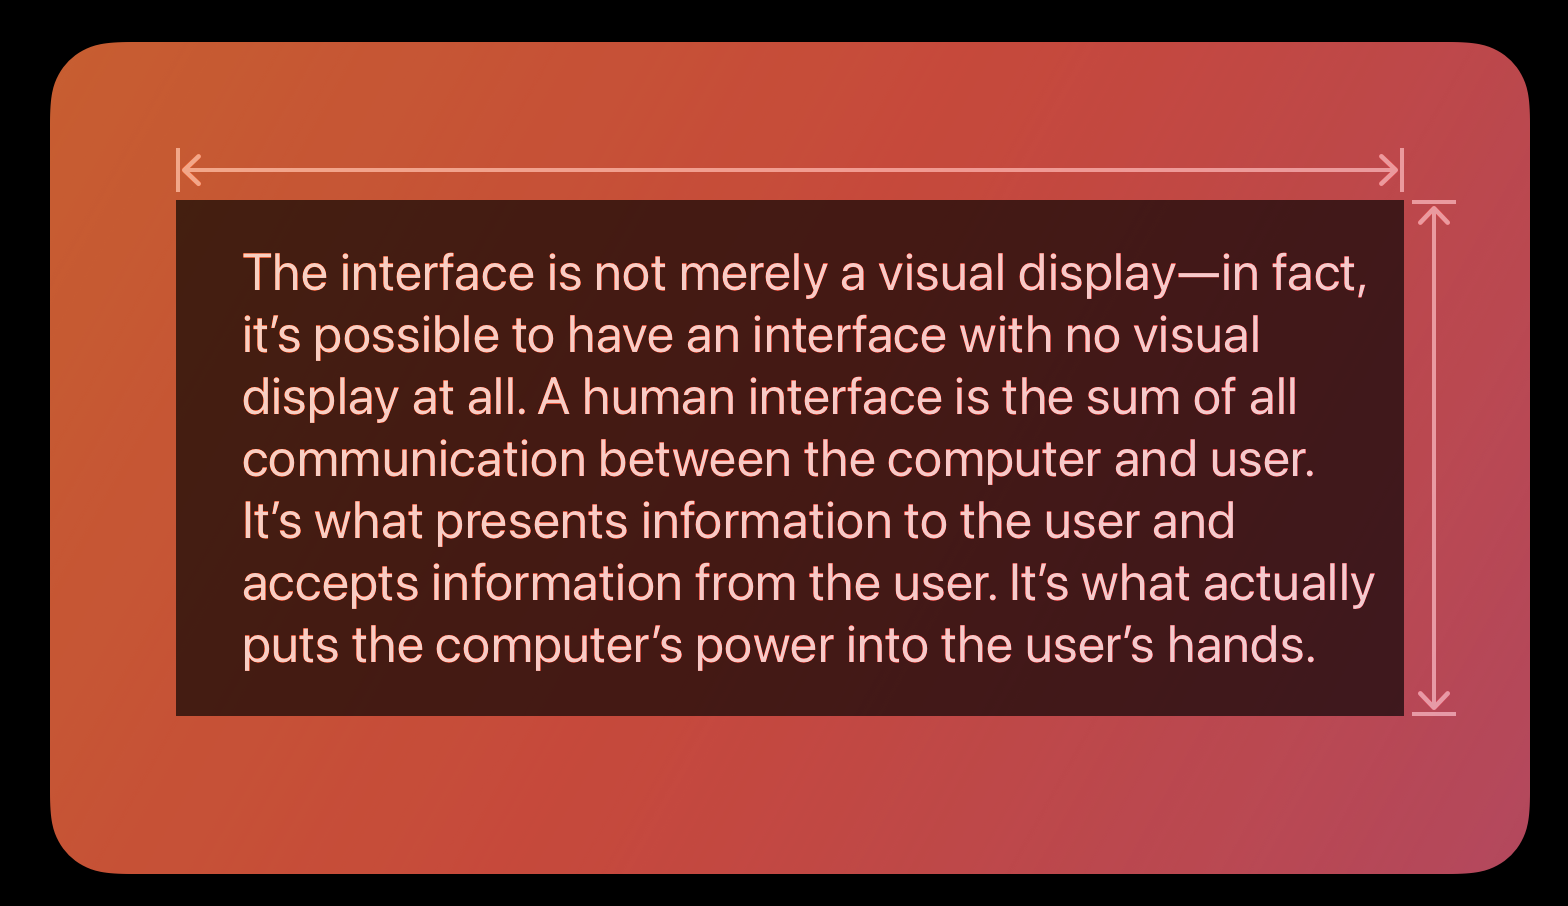 The interface is not merely a visual display—in fact,
it’s possible to have an interface with no visual
display at all. A human interface is the sum of all
communication between the computer and user.
It’s what presents information to the user and
accepts information from the user. It’s what actually
puts the computer’s power into the user’s hands.